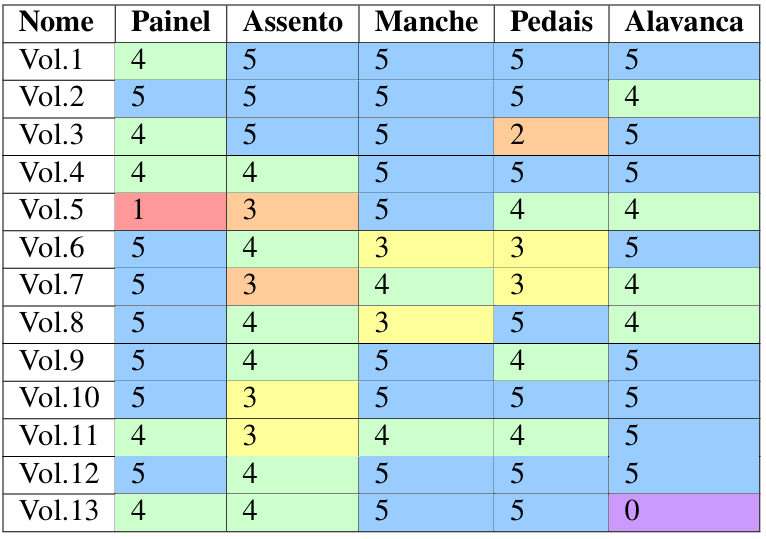 Nome Painel Assento Manche Pedais Alavanca
Vol.1 4 5 5 5 5
Vol.2 5 5 5 5 4
Vol.3 4 5 5 2 5
Vol.4 4 4 5 5 5
Vol.5 1 3 5 4 4
Vol.6 5 4 3 3 5
Vol.7 5 3 4 3 4
Vol.8 5 4 3 5 4
Vol.9 5 4 5 4 5
Vol.10 5 3 5 5 5
Vol.11 4 3 4 4 5
Vol.12 5 4 5 5 5
Vol.13 4 4 5 5 0